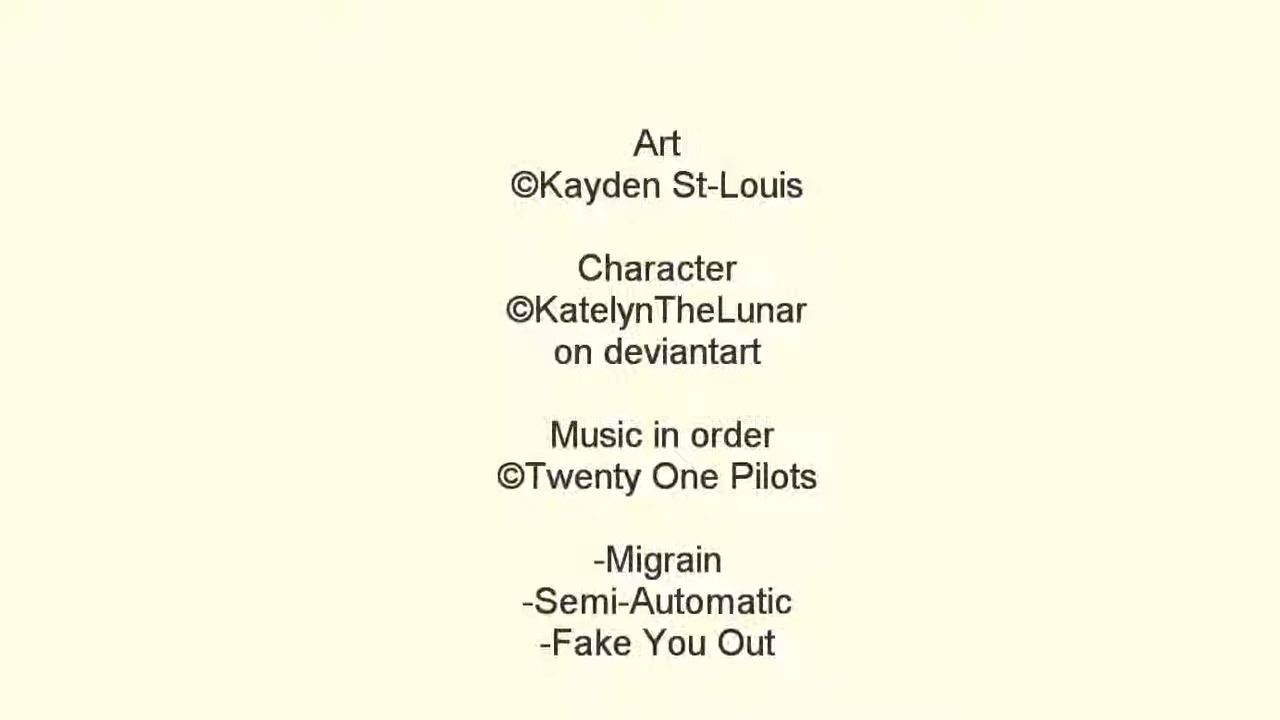 Art
©Kayden St-Louis
Character
©KatelynTheLunar
on deviantart
Music in order
©Twenty One Pilots
-Migrain
-Semi-Automatic
-Fake You Out